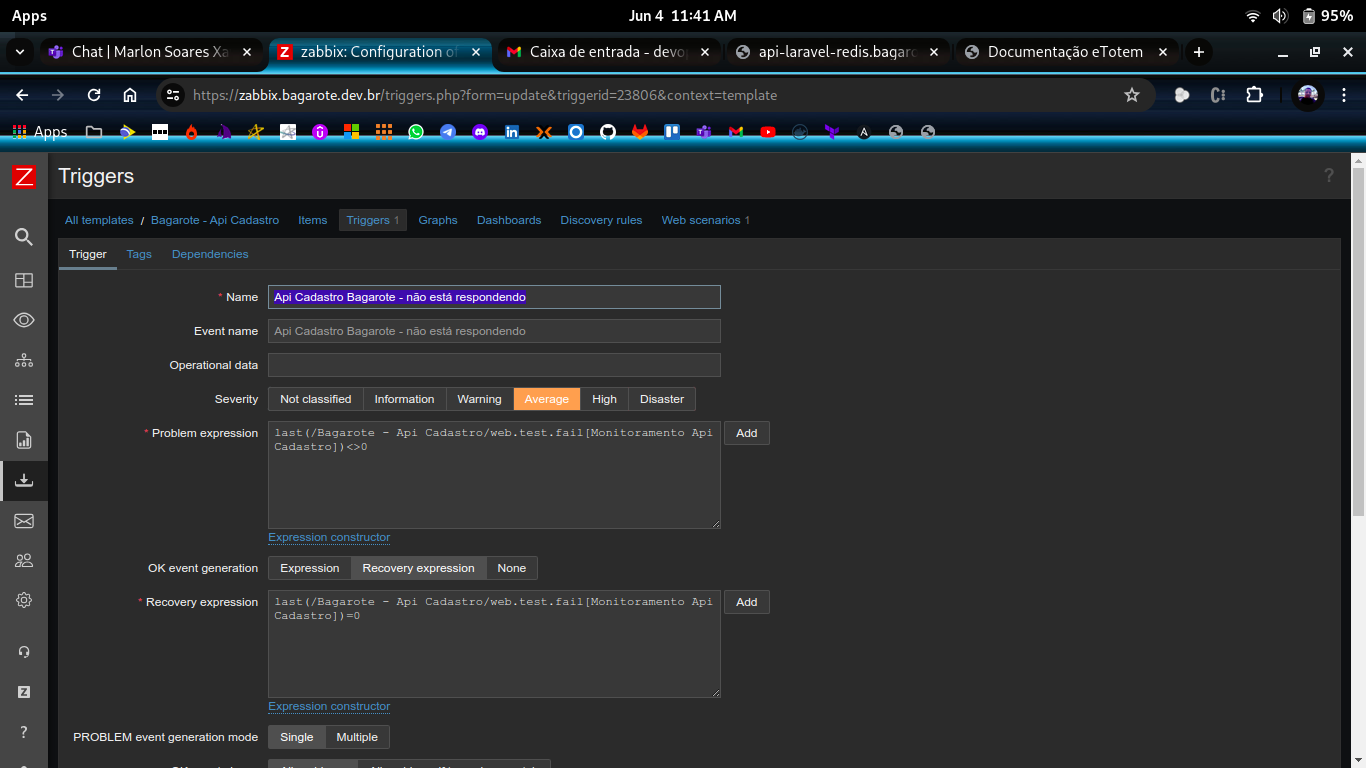 Apps
Jun 4 11:41 AM
95%
Chat | Marlon Soares Xa
zabbix: Configuration of
Caixa de entrada - devo
api-laravel-redis.bagaro
Documentação eTotem
https://zabbix.bagarote.dev.br/triggers.php?form=update&triggerid=23806&context=template
Apps
Triggers
?
All templates / Bagarote - Api Cadastro Items Triggers 1 Graphs Dashboards Discovery rules Web scenarios 1
Trigger Tags Dependencies
* Name Api Cadastro Bagarote - não está respondendo
Event name Api Cadastro Bagarote - não está respondendo
Operational data
Severity Not classified Information Warning Average High Disaster
* Problem expression last(/Bagarote - Api Cadastro/web.test.fail[Monitoramento Api Add
Cadastro])<>0
Expression constructor
OK event generation Expression Recovery expression None
* Recovery expression last(/Bagarote - Api Cadastro/web.test.fail[Monitoramento Api Add
Cadastro])=0
Expression constructor
PROBLEM event generation mode Single Multiple